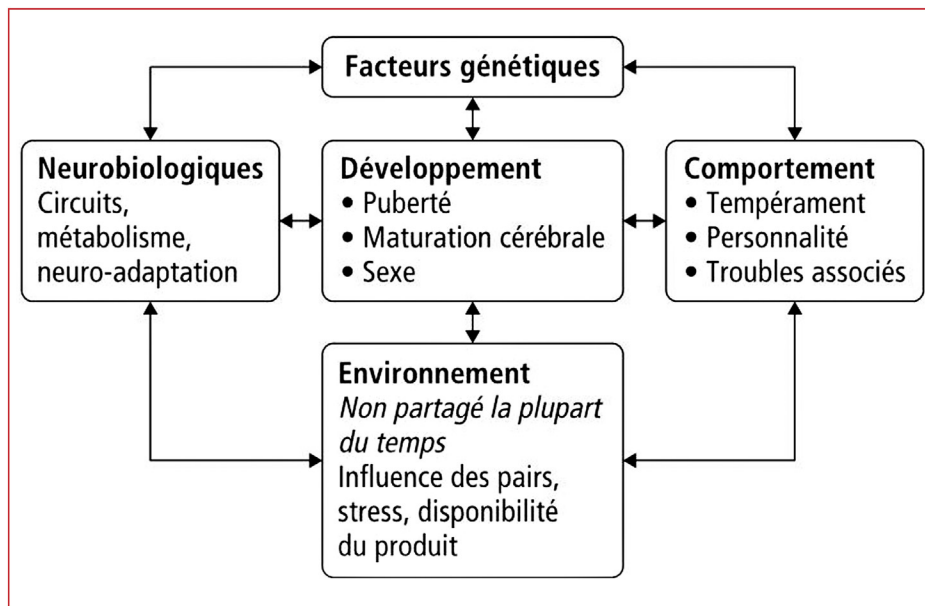 Facteurs génétiques
Neurobiologiques
Circuits,
métabolisme,
neuro-adaptation
Développement
• Puberté
• Maturation cérébrale
• Sexe
Comportement
• Tempérament
• Personnalité
• Troubles associés
Environnement
Non partagé la plupart
du temps
Influence des pairs,
stress, disponibilité
du produit